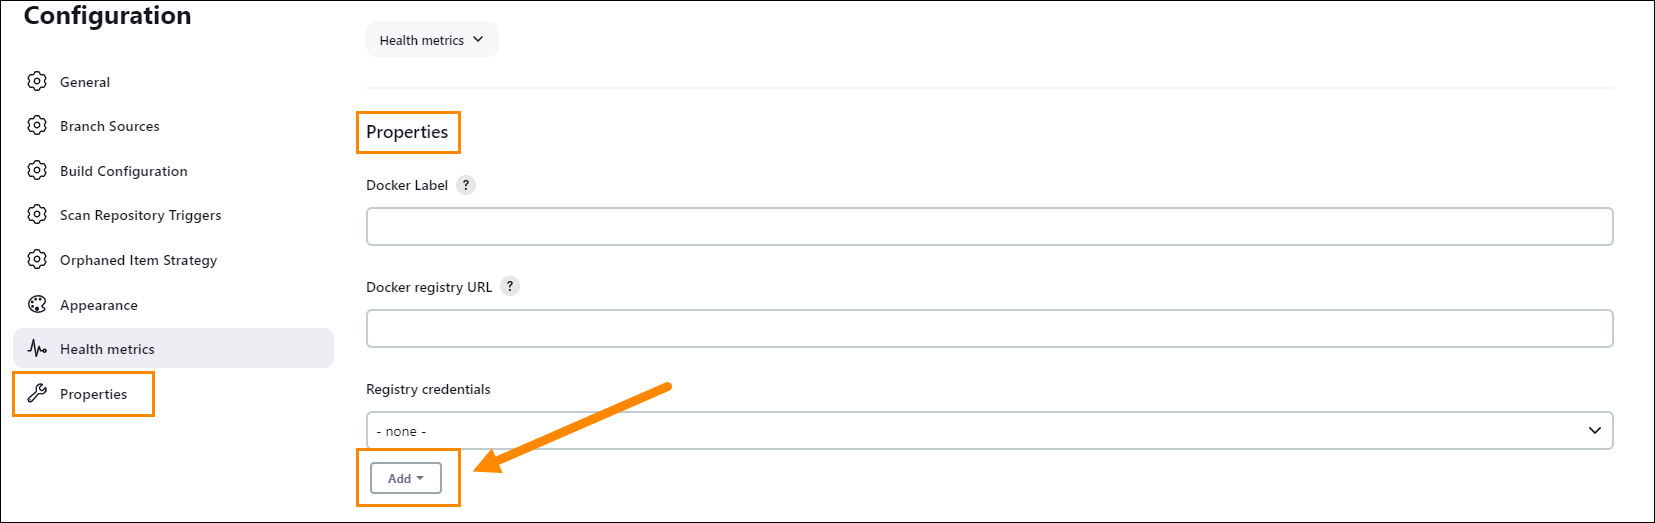 Configuration
General
Branch Sources
Build Configuration
Scan Repository Triggers
Orphaned Item Strategy
Appearance
Health metrics
Properties
Health metrics
Properties
Docker Label ?
Docker registry URL ?
Registry credentials
- none -
Add